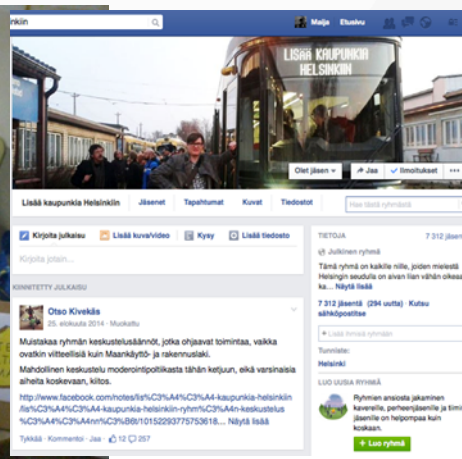 nkiin
Maija Etusivu
LISÄÄ KAUPUNKIA
HELSINKIIN
Olet jäsen
Jaa
Ilmoitukset
Lisää kaupunkia Helsinkiin
Jäsenet
Tapahtumat
Kuvat
Tiedostot
Hae tästä ryhmästä
Kirjoita julkaisu
Lisää kuva/video
Kysy
Lisää tiedosto
Kirjoita jotain...
KIINNITETTY JULKAISU
Otso Kivekäs
25. elokuuta 2014 · Muokattu
Muistakaa ryhmän keskustelusäännöt, jotka ohjaavat toimintaa, vaikka
ovatkin viitteellisiä kuin Maankäyttö- ja rakennuslaki.
Mahdollinen keskustelu moderointipolitiikasta tähän ketjuun, eikä varsinaisia
aiheita koskevaan, kiitos.
http://www.facebook.com/notes/lis%C3%A4%C3%A4-kaupunkia-helsinkiin
/lis%C3%A4%C3%A4-kaupunkia-helsinkiin-ryhm%C3%A4n-keskustelus
%C3%A4%C3%A4nn%C3%B6t/10152293775753618... Näytä lisää
Tykkää · Kommentoi · Jaa · 12 257
TIETOJA
7 312 jäsen
Julkinen ryhmä
Tämä ryhmä on kaikille niille, joiden mielestä
Helsingin seudulla on aivan liian vähän oikeaa
ka... Näytä lisää
7 312 jäsentä (294 uutta) · Kutsu
sähköpostitse
+ Lisää ihmisiä ryhmään
Tunniste:
Helsinki
LUO UUSIA RYHMIÄ
Ryhmien ansiosta jakaminen
kavereille, perheenjäsenille ja tiimin
jäsenille on helpompaa kuin
koskaan.
+ Luo ryhmä